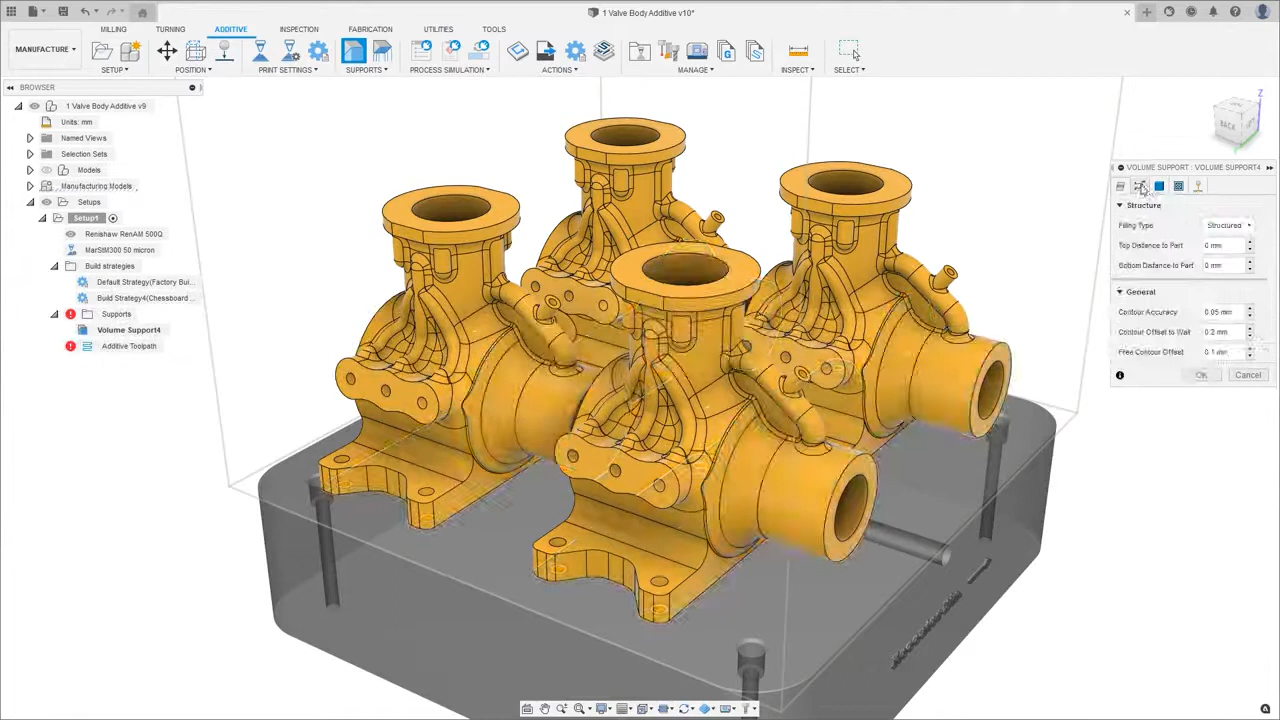 1 Valve Body Additive v10*
MILLING TURNING ADDITIVE INSPECTION FABRICATION UTILITIES TOOLS
MANUFACTURE
SETUP POSITION PRINT SETTINGS SUPPORTS PROCESS SIMULATION ACTIONS MANAGE INSPECT SELECT
BROWSER
1 Valve Body Additive v9
Units: mm
Named Views
Selection Sets
Models
Manufacturing Models
Setups
Setup1
Renishaw RenAM 500Q
MarStM300 50 micron
Build strategies
Default Strategy(Factory Bui...
Build Strategy4(Chessboard ...
Supports
Volume Support4
Additive Toolpath
Z
BACK
VOLUME SUPPORT : VOLUME SUPPORT4
Structure
Filling Type Structured
Top Distance to Part 0 mm
Bottom Distance to Part 0 mm
General
Contour Accuracy 0.05 mm
Contour Offset to Wall 0.2 mm
Free Contour Offset 0.1 mm
OK Cancel